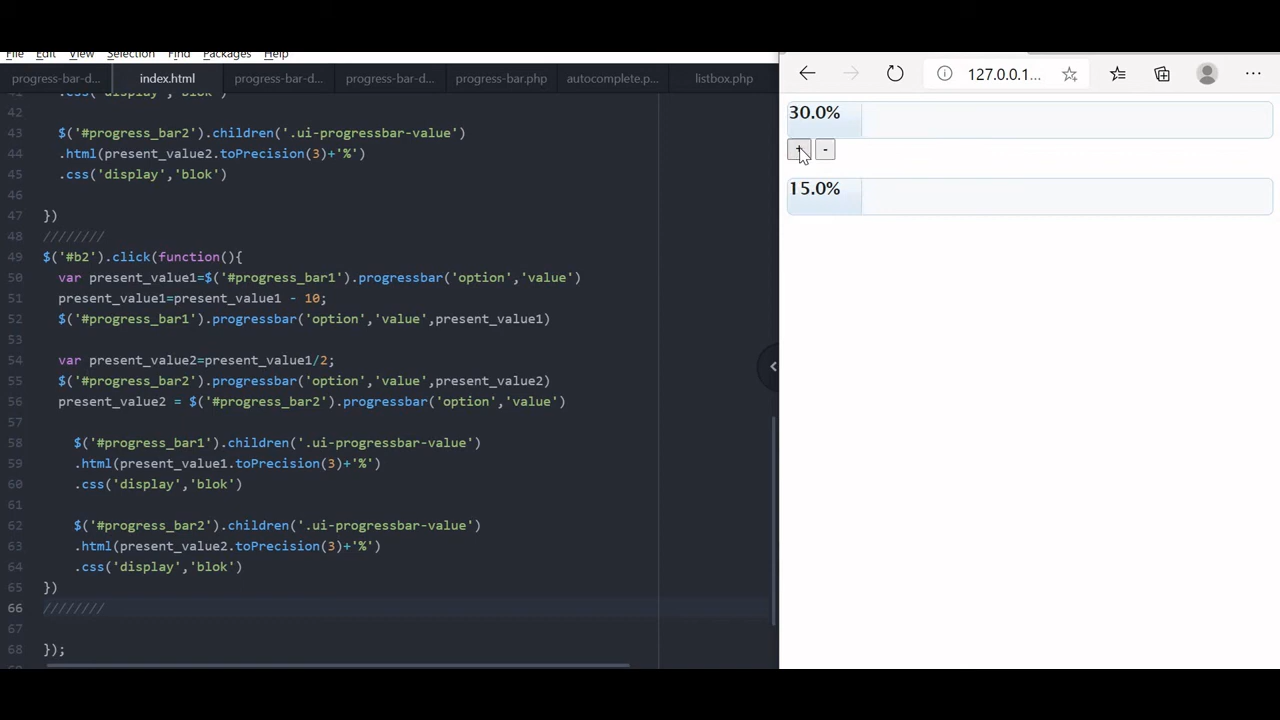 File Edit View Selection Find Packages Help
progress-bar-d... index.html progress-bar-d... progress-bar-d... progress-bar.php autocomplete.p... listbox.php
41 .css('display','blok')
42
43 $('#progress_bar2').children('.ui-progressbar-value')
44 .html(present_value2.toPrecision(3)+'%')
45 .css('display','blok')
46
47 })
48 ////////
49 $('#b2').click(function(){
50 var present_value1=$('#progress_bar1').progressbar('option','value')
51 present_value1=present_value1 - 10;
52 $('#progress_bar1').progressbar('option','value',present_value1)
53
54 var present_value2=present_value1/2;
55 $('#progress_bar2').progressbar('option','value',present_value2)
56 present_value2 = $('#progress_bar2').progressbar('option','value')
57
58 $('#progress_bar1').children('.ui-progressbar-value')
59 .html(present_value1.toPrecision(3)+'%')
60 .css('display','blok')
61
62 $('#progress_bar2').children('.ui-progressbar-value')
63 .html(present_value2.toPrecision(3)+'%')
64 .css('display','blok')
65 })
66 ////////
67
68 });
127.0.0.1...
30.0%
+ -
15.0%